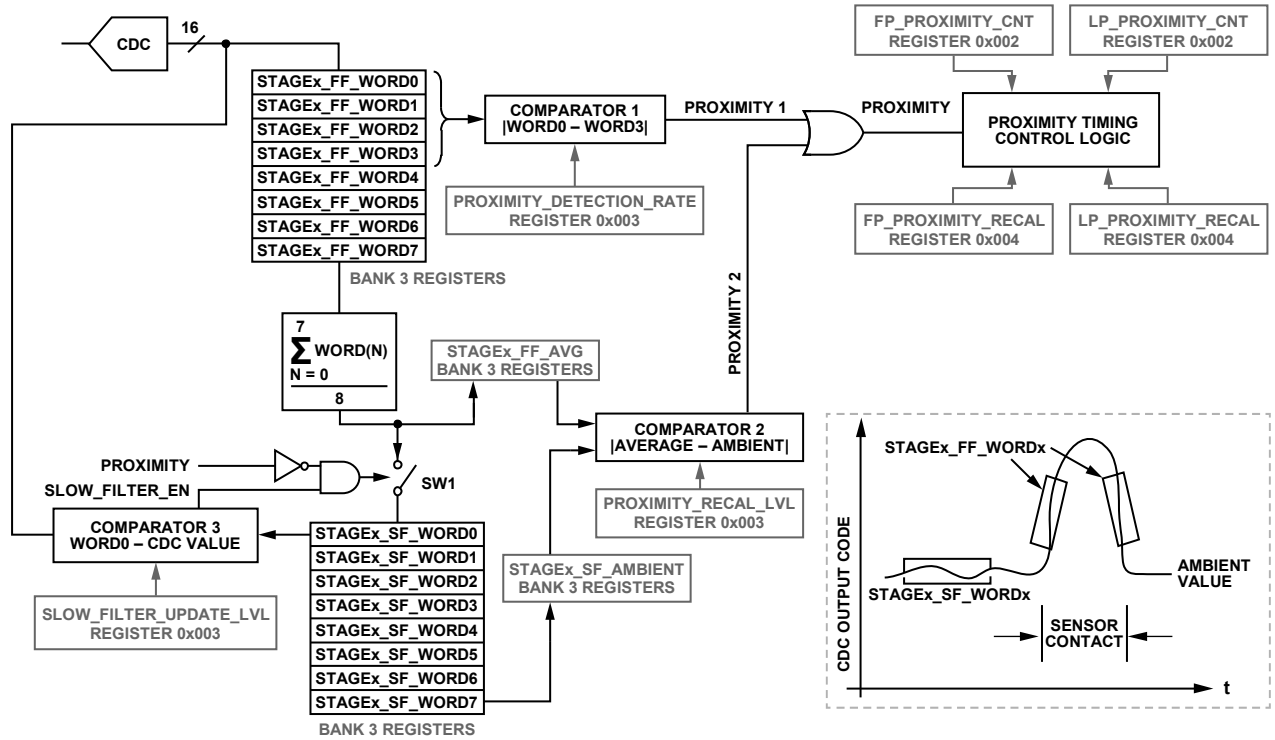 CDC
16
STAGEx_FF_WORD0
STAGEx_FF_WORD1
STAGEx_FF_WORD2
STAGEx_FF_WORD3
STAGEx_FF_WORD4
STAGEx_FF_WORD5
STAGEx_FF_WORD6
STAGEx_FF_WORD7
BANK 3 REGISTERS
COMPARATOR 1
|WORD0 – WORD3|
PROXIMITY_DETECTION_RATE
REGISTER 0x003
PROXIMITY 1
PROXIMITY
FP_PROXIMITY_CNT
REGISTER 0x002
LP_PROXIMITY_CNT
REGISTER 0x002
PROXIMITY TIMING
CONTROL LOGIC
FP_PROXIMITY_RECAL
REGISTER 0x004
LP_PROXIMITY_RECAL
REGISTER 0x004
PROXIMITY 2
7
Σ WORD(N)
N = 0
8
STAGEx_FF_AVG
BANK 3 REGISTERS
COMPARATOR 2
|AVERAGE – AMBIENT|
PROXIMITY_RECAL_LVL
REGISTER 0x003
PROXIMITY
SLOW_FILTER_EN
SW1
COMPARATOR 3
WORD0 – CDC VALUE
SLOW_FILTER_UPDATE_LVL
REGISTER 0x003
STAGEx_SF_WORD0
STAGEx_SF_WORD1
STAGEx_SF_WORD2
STAGEx_SF_WORD3
STAGEx_SF_WORD4
STAGEx_SF_WORD5
STAGEx_SF_WORD6
STAGEx_SF_WORD7
BANK 3 REGISTERS
STAGEx_SF_AMBIENT
BANK 3 REGISTERS
CDC OUTPUT CODE
STAGEx_FF_WORDx
STAGEx_SF_WORDx
AMBIENT
VALUE
SENSOR
CONTACT
t